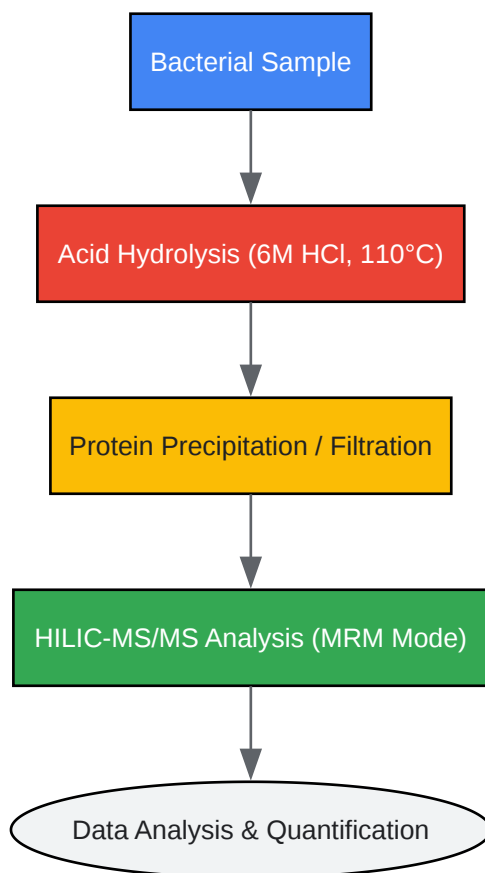 Bacterial Sample
Acid Hydrolysis (6M HCl, 110°C)
Protein Precipitation / Filtration
HILIC-MS/MS Analysis (MRM Mode)
Data Analysis & Quantification